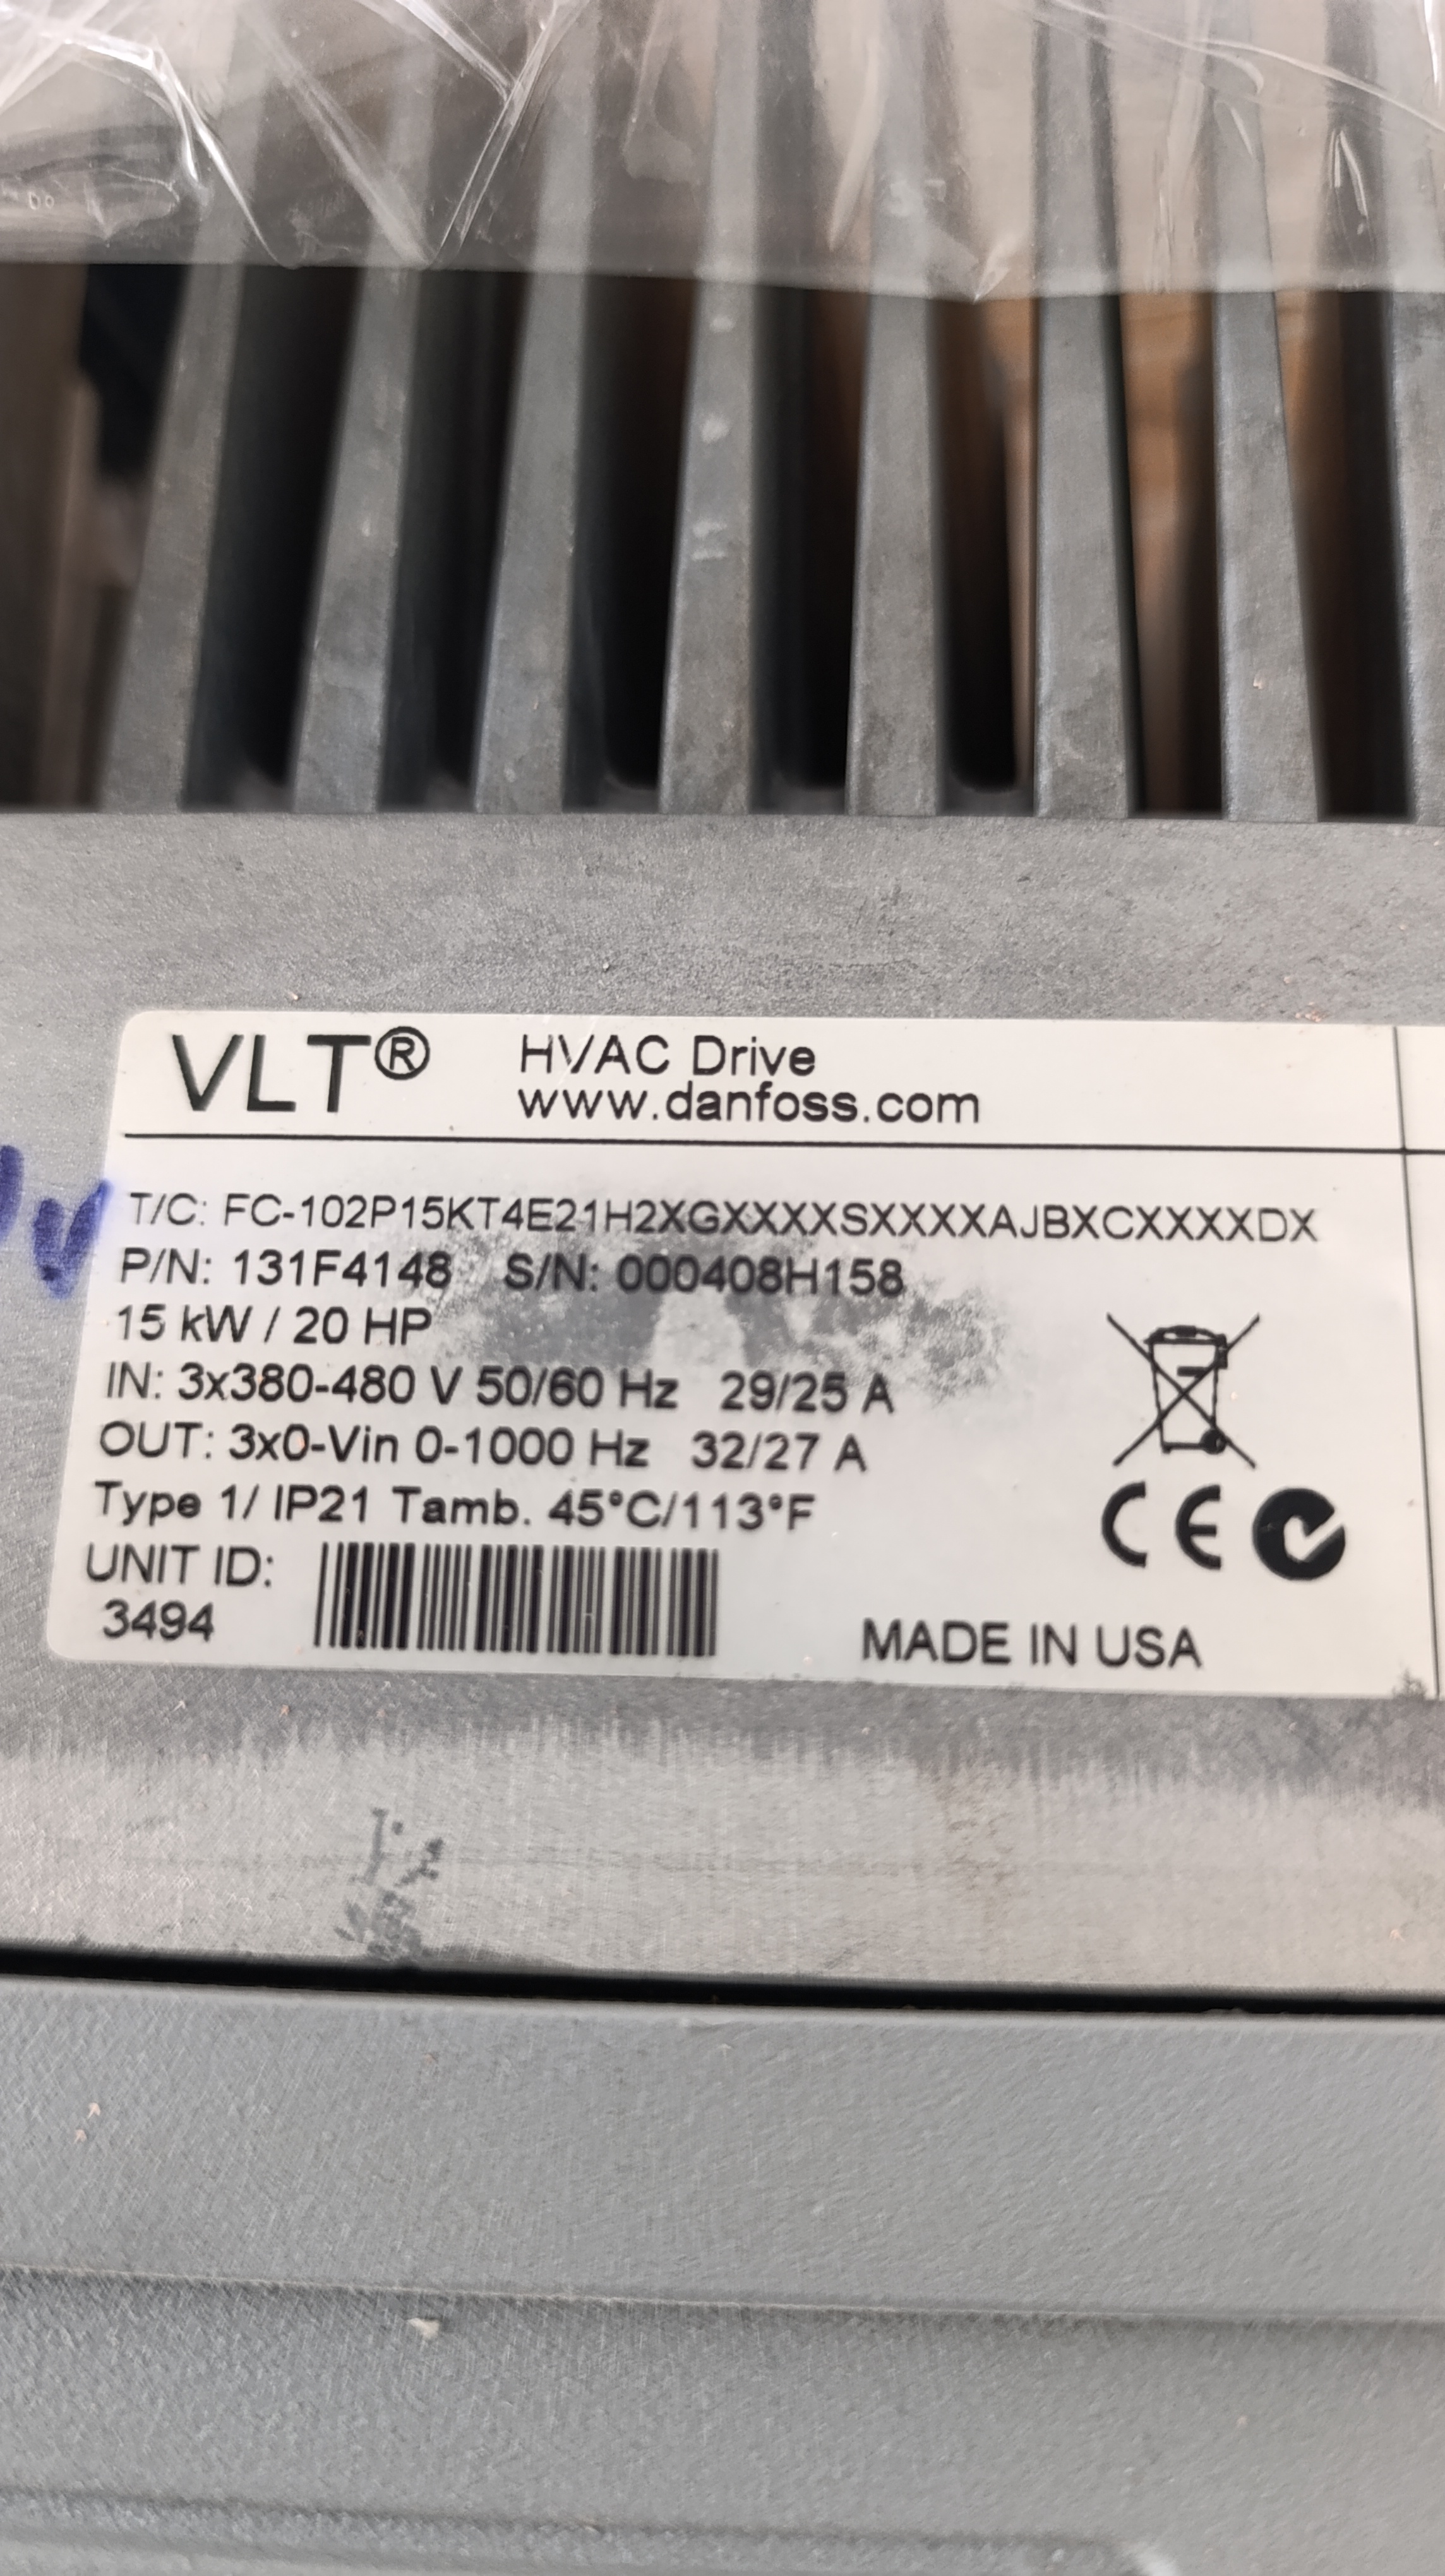 VLT® HVAC Drive
www.danfoss.com
T/C: FC-102P15KT4E21H2XGXXXXSXXXXAJBXCXXXXDX
P/N: 131F4148 S/N: 000408H158
15 kW / 20 HP
IN: 3x380-480 V 50/60 Hz 29/25 A
OUT: 3x0-Vin 0-1000 Hz 32/27 A
Type 1/ IP21 Tamb. 45°C/113°F
UNIT ID:
3494
CE
MADE IN USA